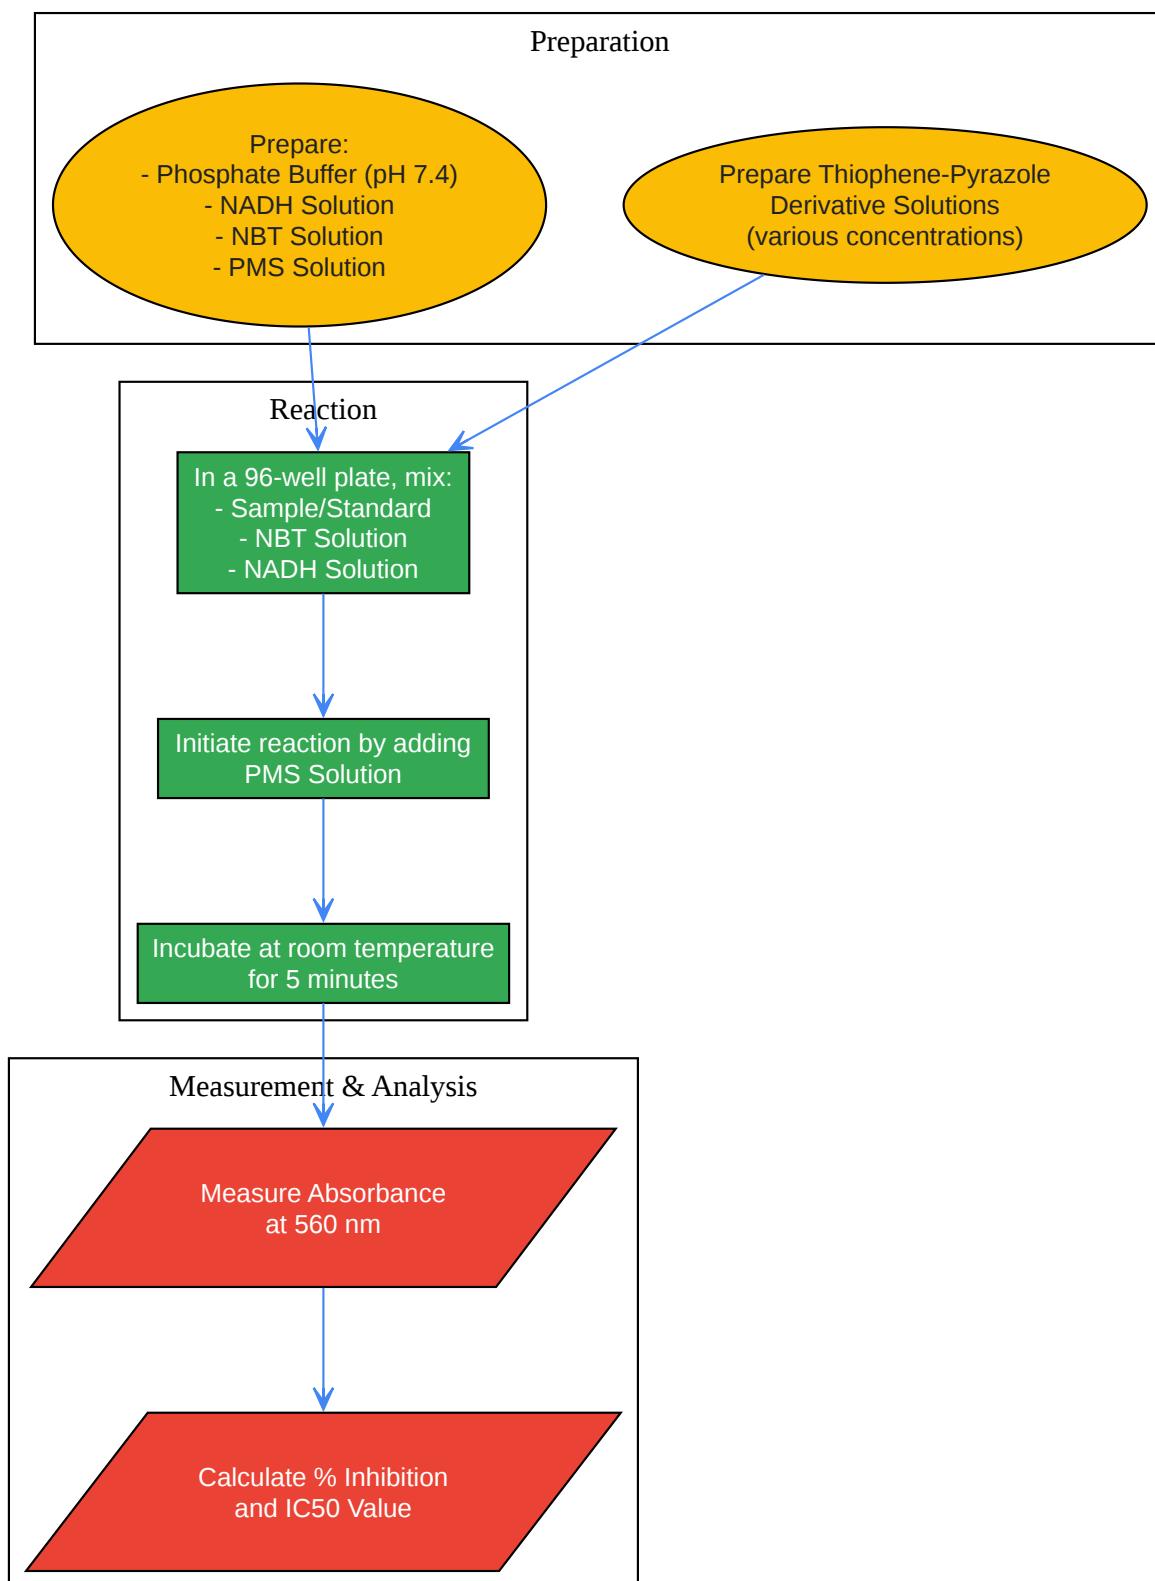 Preparation
Prepare:
- Phosphate Buffer (pH 7.4)
- NADH Solution
- NBT Solution
- PMS Solution
Prepare Thiophene-Pyrazole
Derivative Solutions
(various concentrations)
Reaction
In a 96-well plate, mix:
- Sample/Standard
- NBT Solution
- NADH Solution
Initiate reaction by adding
PMS Solution
Incubate at room temperature
for 5 minutes
Measurement & Analysis
Measure Absorbance
at 560 nm
Calculate % Inhibition
and IC50 Value